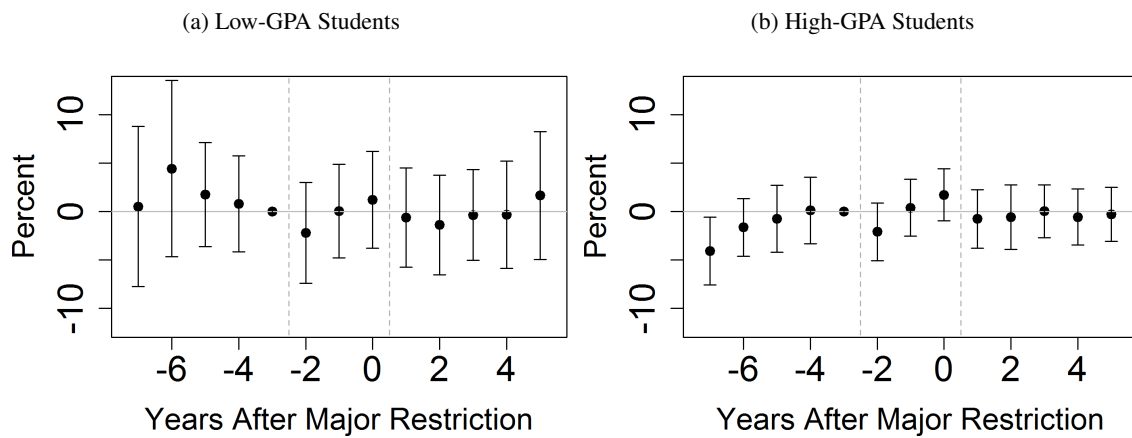 (a) Low-GPA Students
Percent
10
0
-10
-6 -4 -2 0 2 4
Years After Major Restriction
(b) High-GPA Students
Percent
10
0
-10
-6 -4 -2 0 2 4
Years After Major Restriction